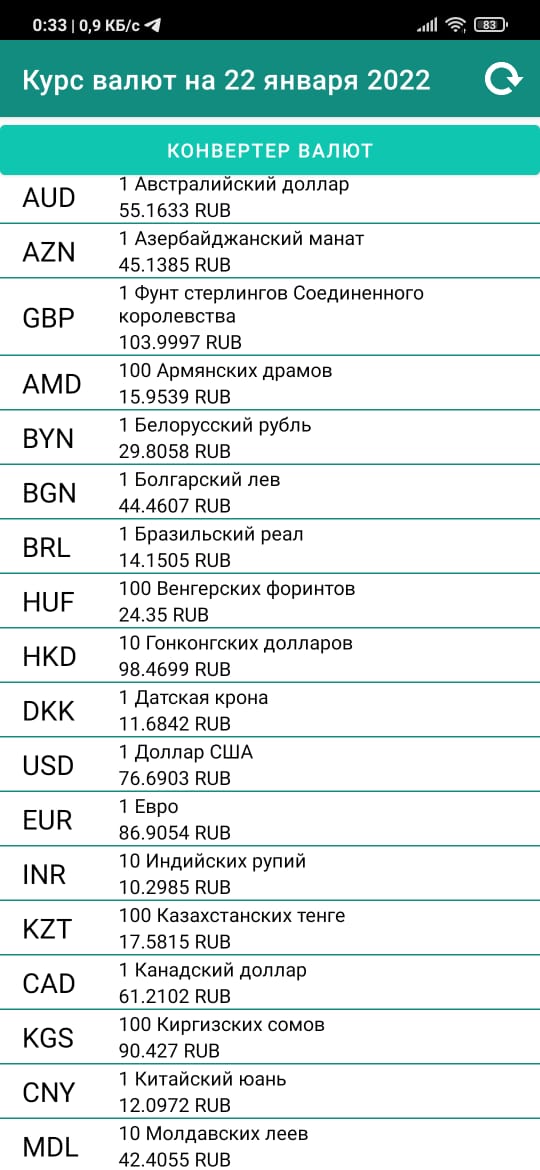 0:33 | 0,9 КБ/с
83
Курс валют на 22 января 2022
КОНВЕРТЕР ВАЛЮТ
AUD
1 Австралийский доллар
55.1633 RUB
AZN
1 Азербайджанский манат
45.1385 RUB
GBP
1 Фунт стерлингов Соединенного
королевства
103.9997 RUB
AMD
100 Армянских драмов
15.9539 RUB
BYN
1 Белорусский рубль
29.8058 RUB
BGN
1 Болгарский лев
44.4607 RUB
BRL
1 Бразильский реал
14.1505 RUB
HUF
100 Венгерских форинтов
24.35 RUB
HKD
10 Гонконгских долларов
98.4699 RUB
DKK
1 Датская крона
11.6842 RUB
USD
1 Доллар США
76.6903 RUB
EUR
1 Евро
86.9054 RUB
INR
10 Индийских рупий
10.2985 RUB
KZT
100 Казахстанских тенге
17.5815 RUB
CAD
1 Канадский доллар
61.2102 RUB
KGS
100 Киргизских сомов
90.427 RUB
CNY
1 Китайский юань
12.0972 RUB
MDL
10 Молдавских леев
42.4055 RUB